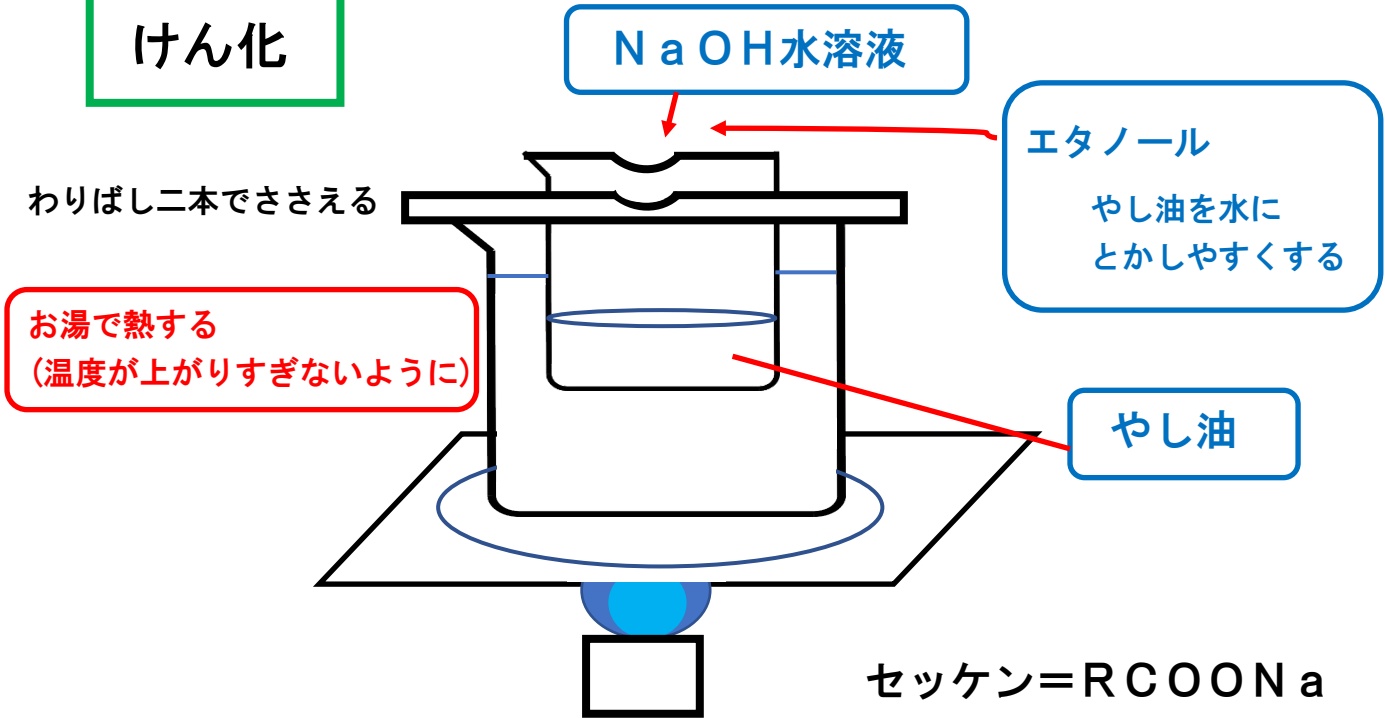 けん化
ＮａＯＨ水溶液
エタノール
やし油を水に
とかしやすくする
わりばし二本でささえる
お湯で熱する
(温度が上がりすぎないように)
やし油
セッケン＝ＲＣＯＯＮａ